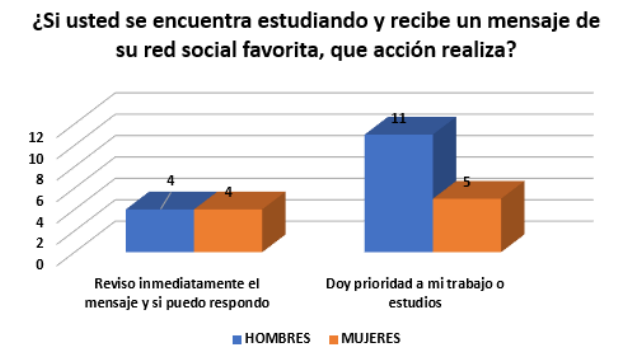 ¿Si usted se encuentra estudiando y recibe un mensaje de
su red social favorita, que acción realiza?
12
10
8
6
4
2
0
4
4
11
5
Reviso inmediatamente el
mensaje y si puedo respondo
Doy prioridad a mi trabajo o
estudios
HOMBRES
MUJERES